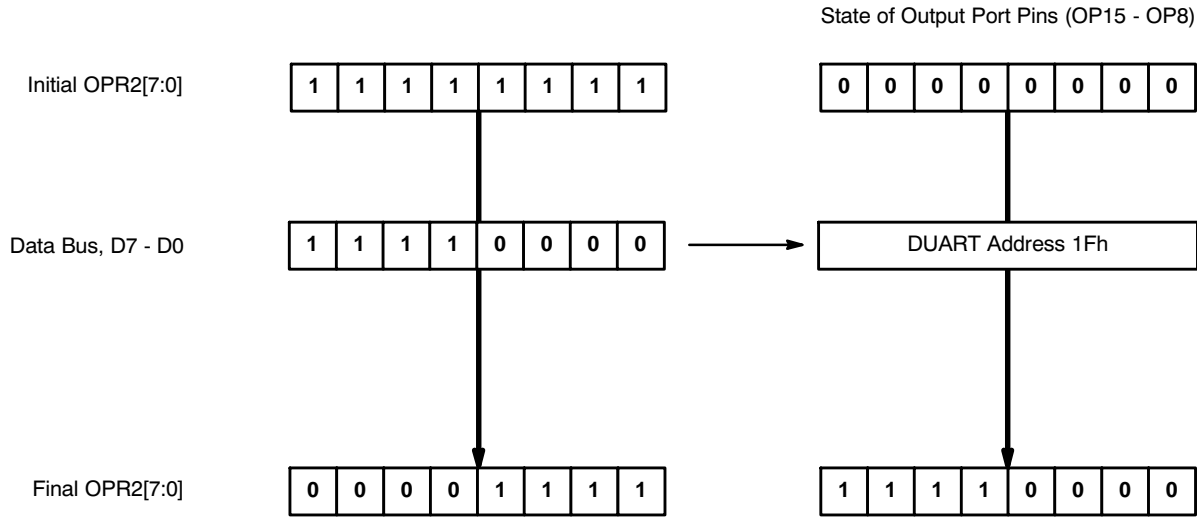 State of Output Port Pins (OP15 - OP8)
Initial OPR2[7:0] 1 1 1 1 1 1 1 1 0 0 0 0 0 0 0 0
Data Bus, D7 - D0 1 1 1 1 0 0 0 0 DUART Address 1Fh
Final OPR2[7:0] 0 0 0 0 1 1 1 1 1 1 1 1 0 0 0 0